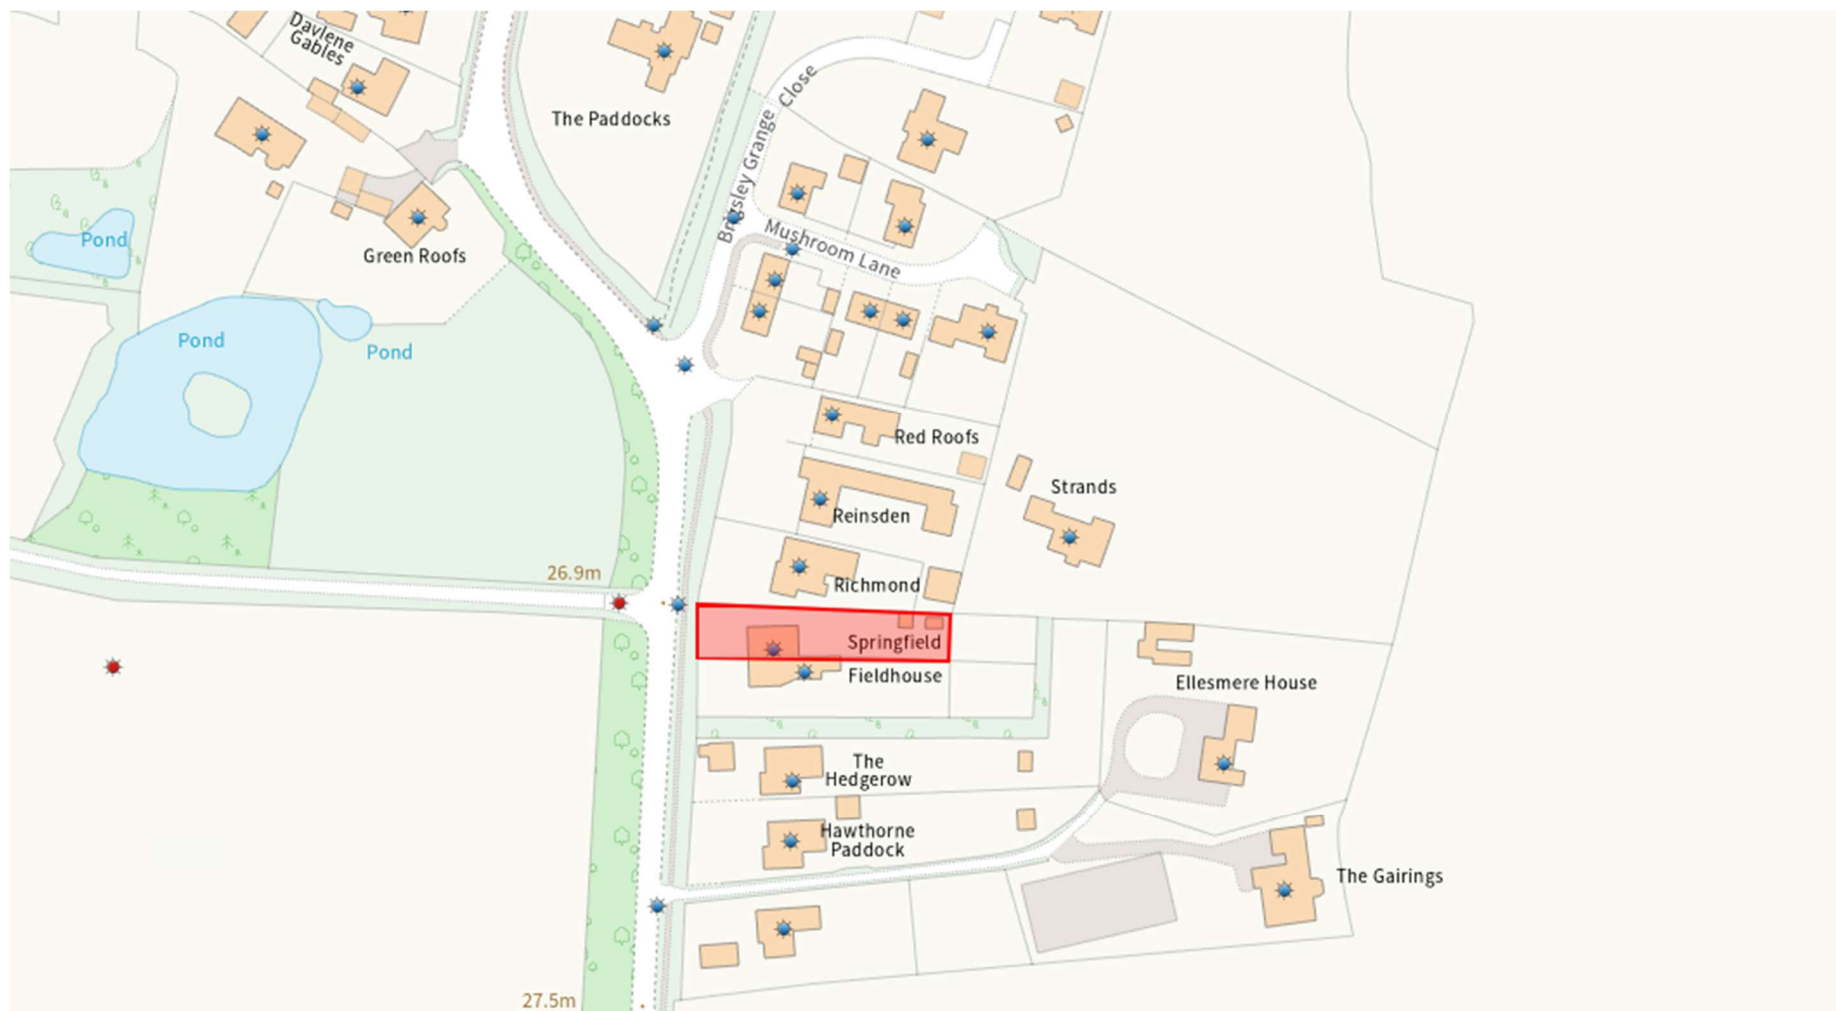 Davlene
Gables
The Paddocks
Brigsley Grange Close
Mushroom Lane
Green Roofs
Pond
Pond
Pond
Red Roofs
Strands
Reinsden
26.9m
Richmond
Springfield
Fieldhouse
Ellesmere House
The
Hedgerow
Hawthorne
Paddock
The Gairings
27.5m